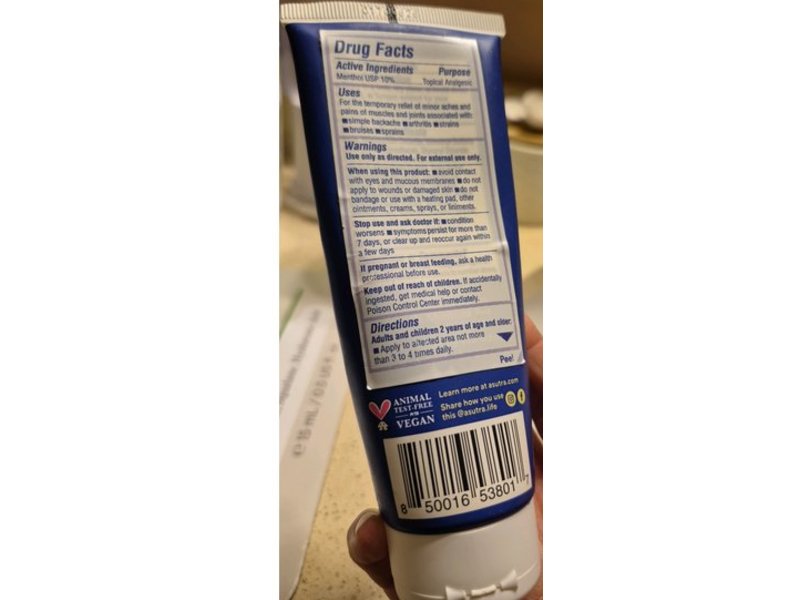 Drug Facts
Active Ingredients Purpose
Menthol USP 10% Topical Analgesic
Uses
For the temporary relief of minor aches and
pains of muscles and joints associated with:
■ simple backache ■ arthritis ■ strains
■ bruises ■ sprains
Warnings
Use only as directed. For external use only.
When using this product: ■ avoid contact
with eyes and mucous membranes ■ do not
apply to wounds or damaged skin ■ do not
bandage or use with a heating pad, other
ointments, creams, sprays, or liniments.
Stop use and ask doctor if: ■ condition
worsens ■ symptoms persist for more than
7 days, or clear up and reoccur again within
a few days
If pregnant or breast feeding, ask a health
professional before use.
Keep out of reach of children. If accidentally
ingested, get medical help or contact
Poison Control Center immediately.
Directions
Adults and children 2 years of age and older:
■ Apply to affected area not more
than 3 to 4 times daily.
Peel
ANIMAL
TEST-FREE
VEGAN
Learn more at asutra.com
Share how you use
this @asutra.life
8 50016 53801 7
15 mL / 0.5 US fl